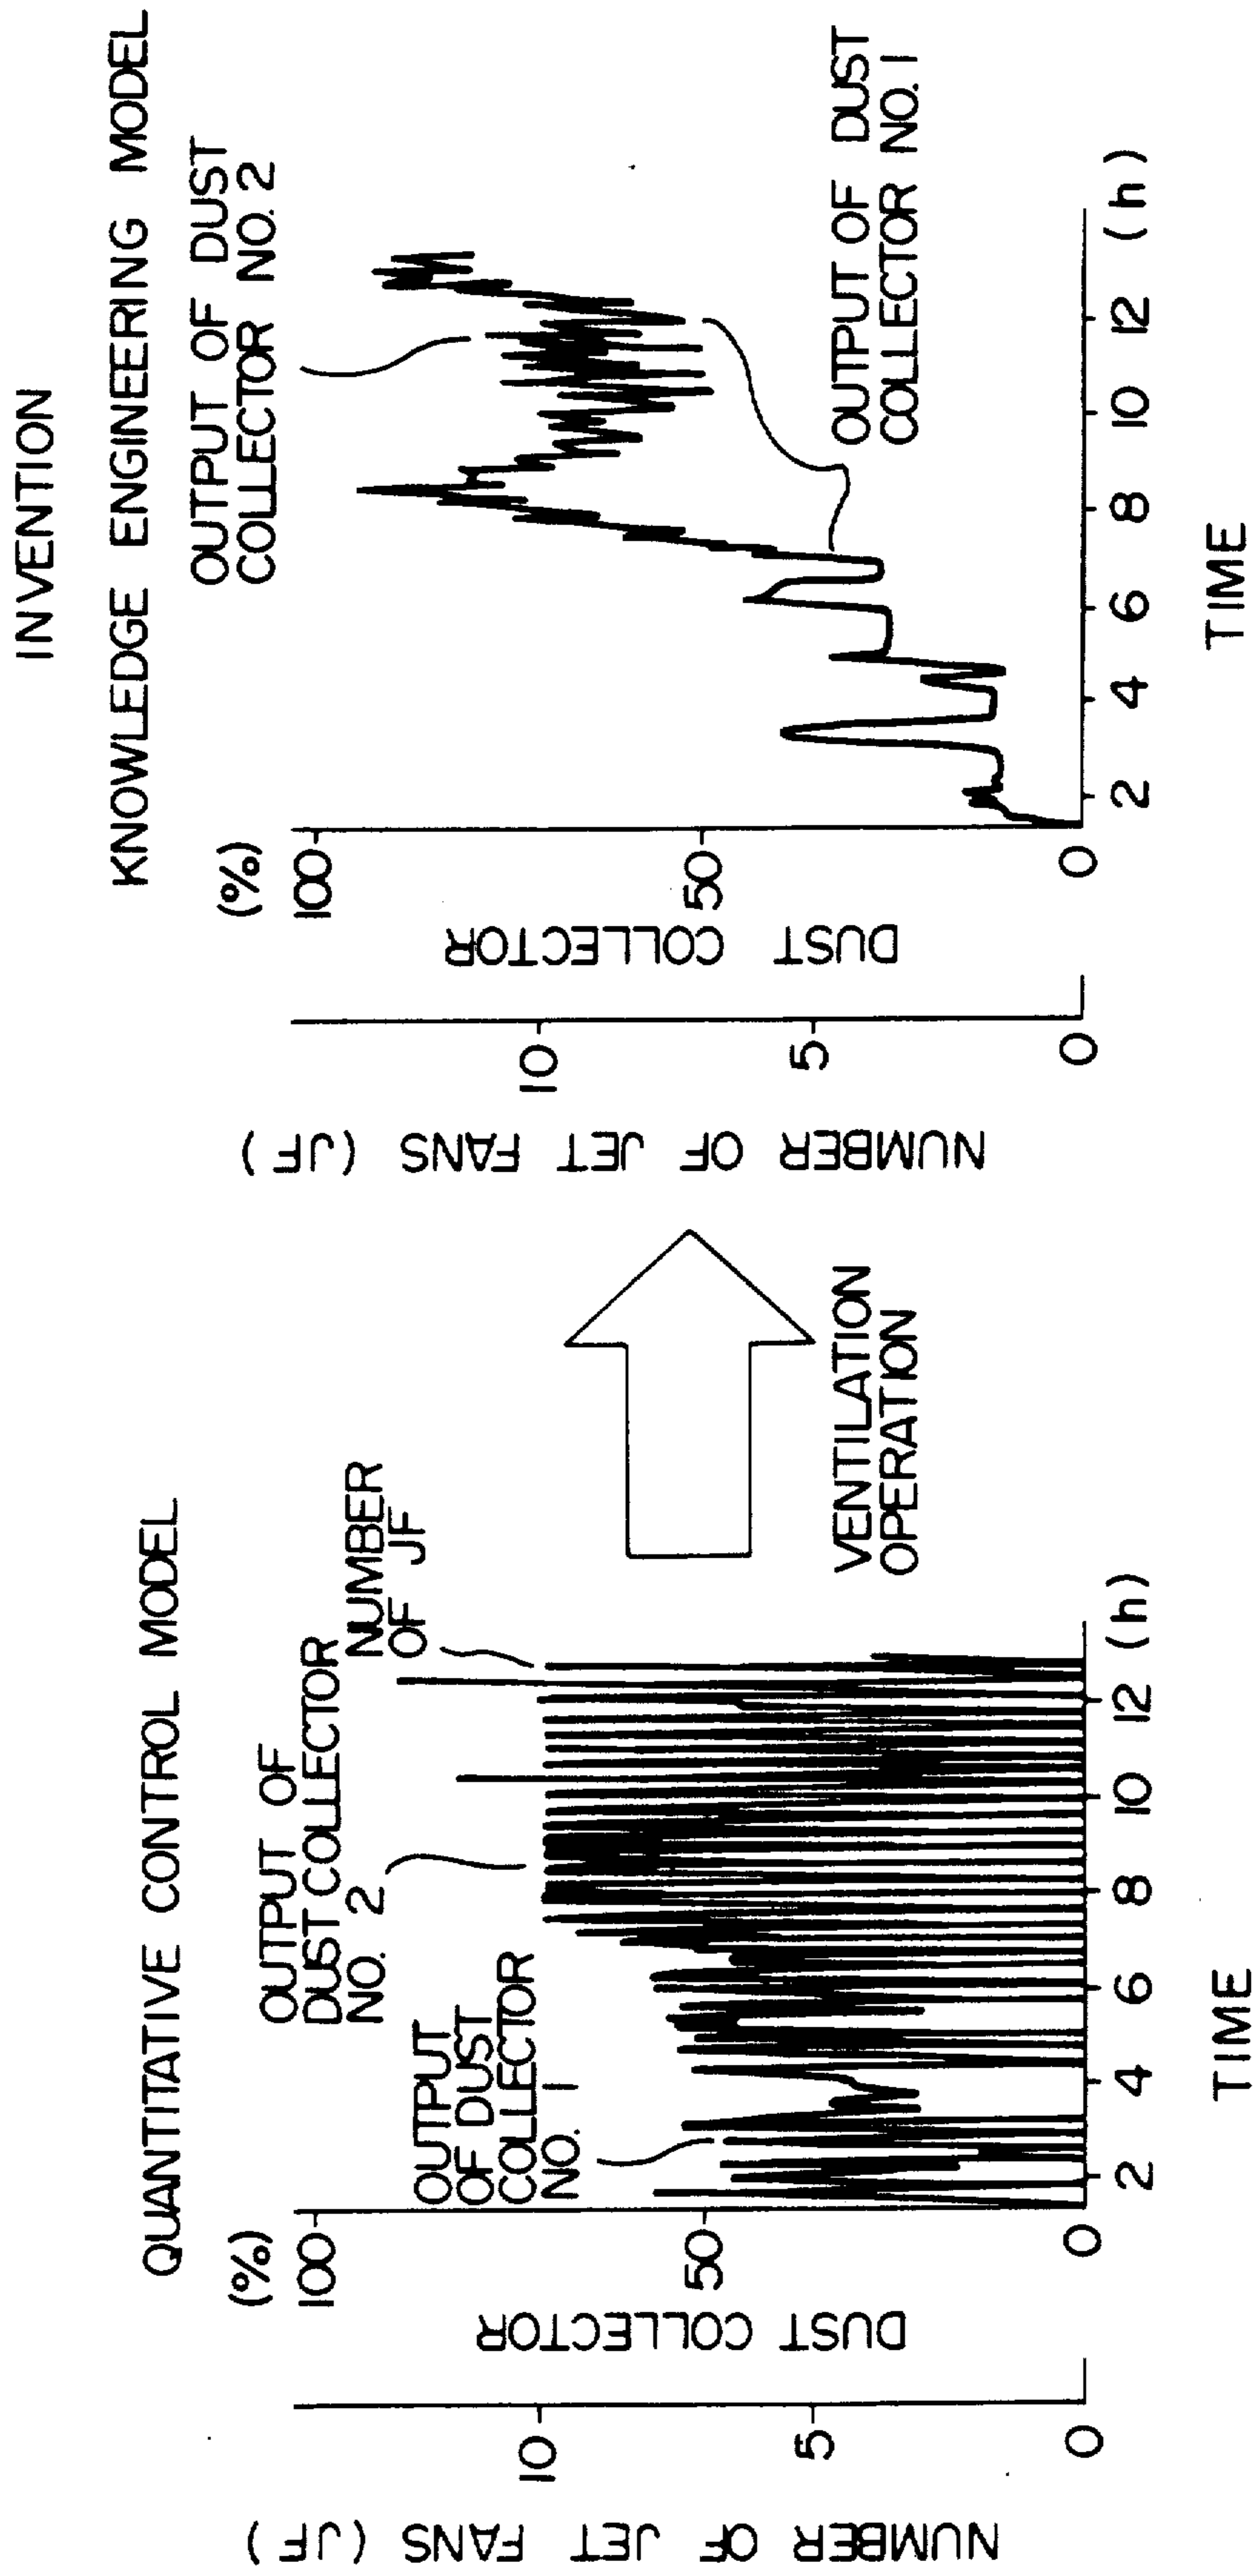 INVENTION
QUANTITATIVE CONTROL MODEL
KNOWLEDGE ENGINEERING MODEL
NUMBER OF JET FANS (JF)
10
5
0
DUST COLLECTOR
(%)
100
50
0
OUTPUT
OF DUST
COLLECTOR
NO. 1
OUTPUT OF
DUST COLLECTOR
NO. 2
NUMBER
OF JF
2 4 6 8 10 12 (h)
TIME
VENTILATION
OPERATION
NUMBER OF JET FANS (JF)
10
5
0
DUST COLLECTOR
(%)
100
50
0
OUTPUT OF DUST
COLLECTOR NO. 2
OUTPUT OF DUST
COLLECTOR NO. 1
2 4 6 8 10 12 (h)
TIME